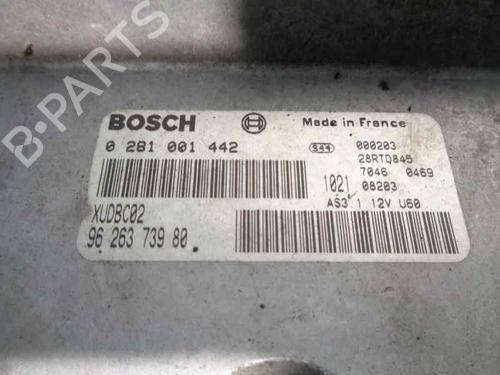 B-PARTS
BOSCH
Made in France
0 281 001 442
944 000203
28RTD845
7046 0469
1021 08203
AS3 1 12V U60
XUDBC02
96 263 739 80